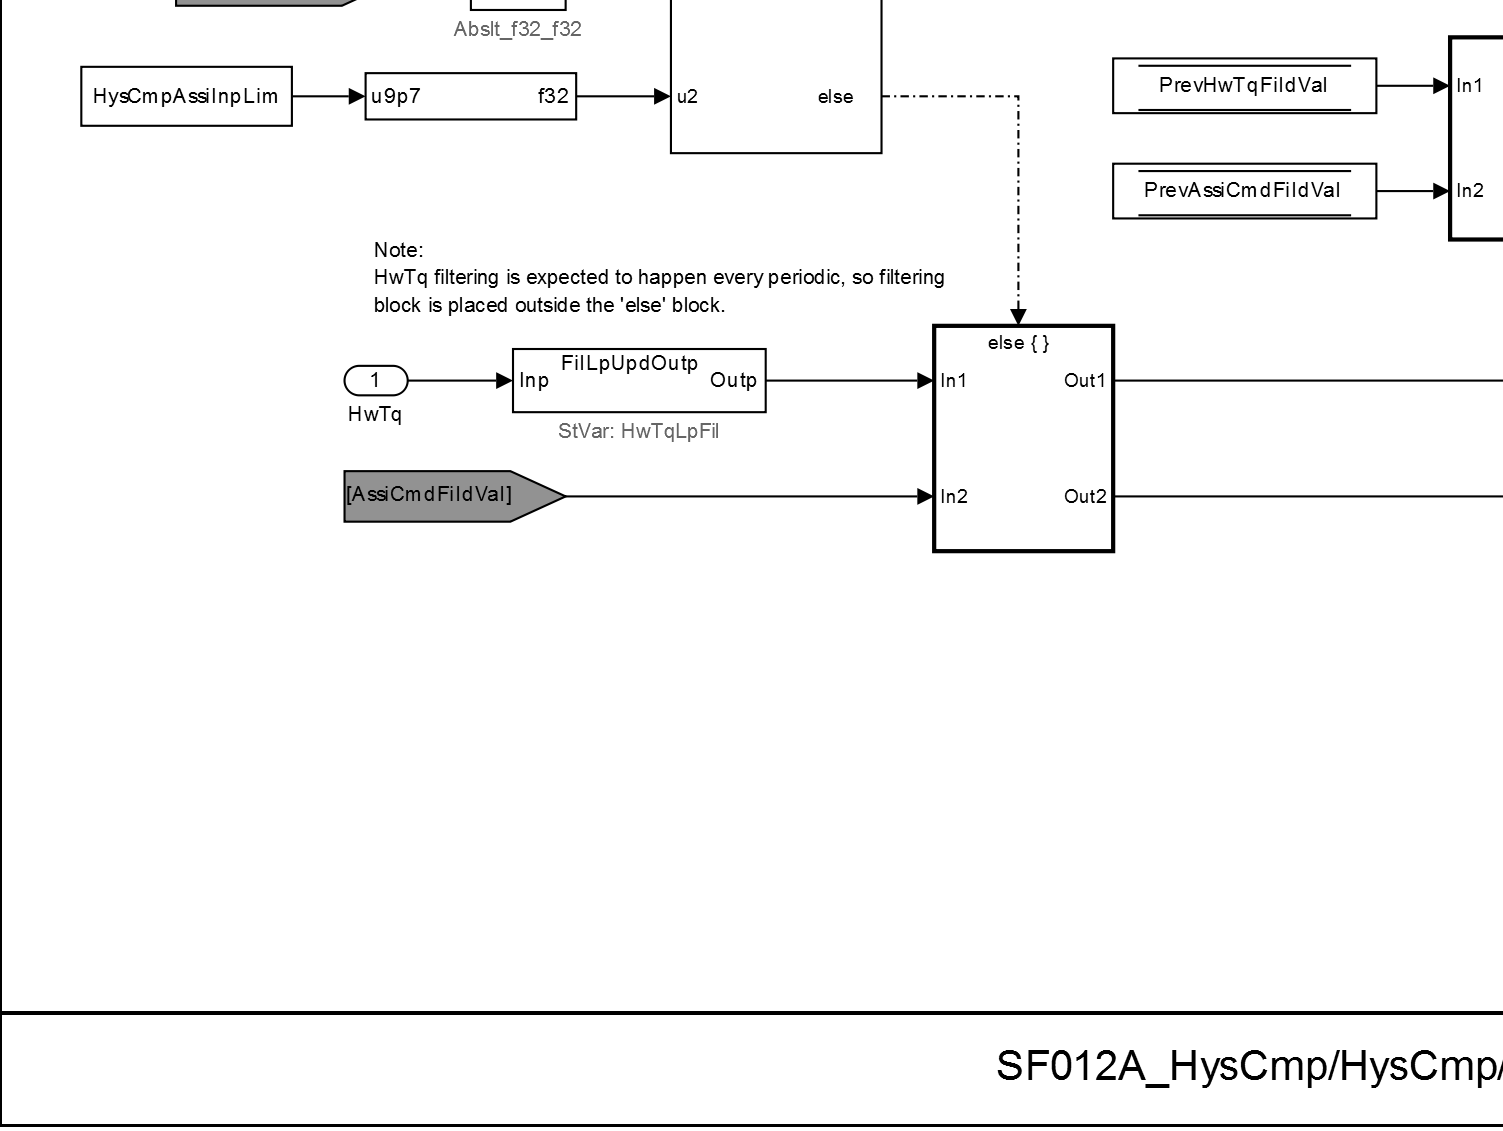 Abslt_f32_f32
HysCmpAssiInpLim
u9p7
f32
u2
else
PrevHwTqFildVal
In1
PrevAssiCmdFildVal
In2
Note:
HwTq filtering is expected to happen every periodic, so filtering
block is placed outside the 'else' block.
else { }
1
HwTq
Inp
FilLpUpdOutp
Outp
StVar: HwTqLpFil
In1
Out1
[AssiCmdFildVal]
In2
Out2
SF012A_HysCmp/HysCmp/